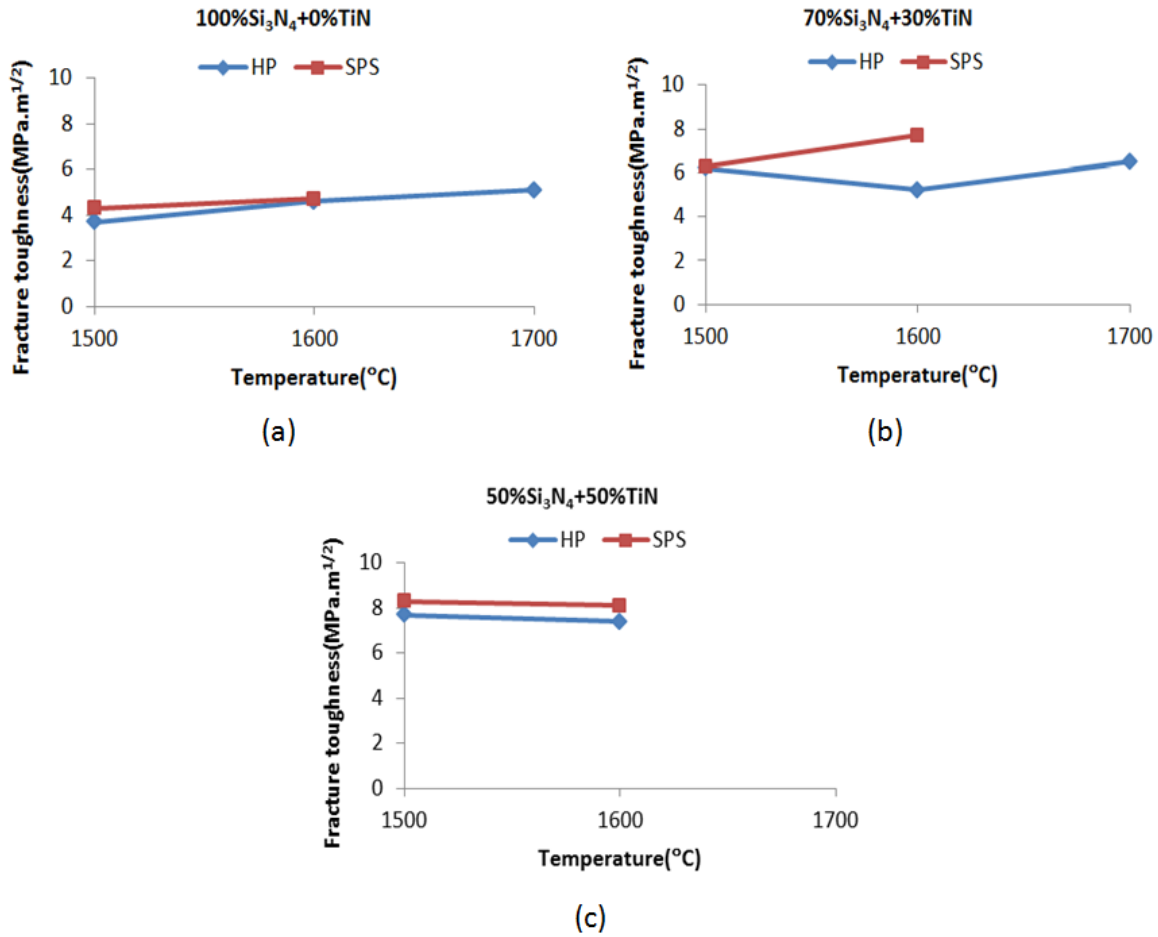 100%Si₃N₄+0%TiN
HP SPS
Fracture toughness(MPa.m¹/²)
10
8
6
4
2
0
1500 1600 1700
Temperature(°C)
(a)
70%Si₃N₄+30%TiN
HP SPS
Fracture toughness(MPa.m¹/²)
10
8
6
4
2
0
1500 1600 1700
Temperature(°C)
(b)
50%Si₃N₄+50%TiN
HP SPS
Fracture toughness(MPa.m¹/²)
10
8
6
4
2
0
1500 1600 1700
Temperature(°C)
(c)